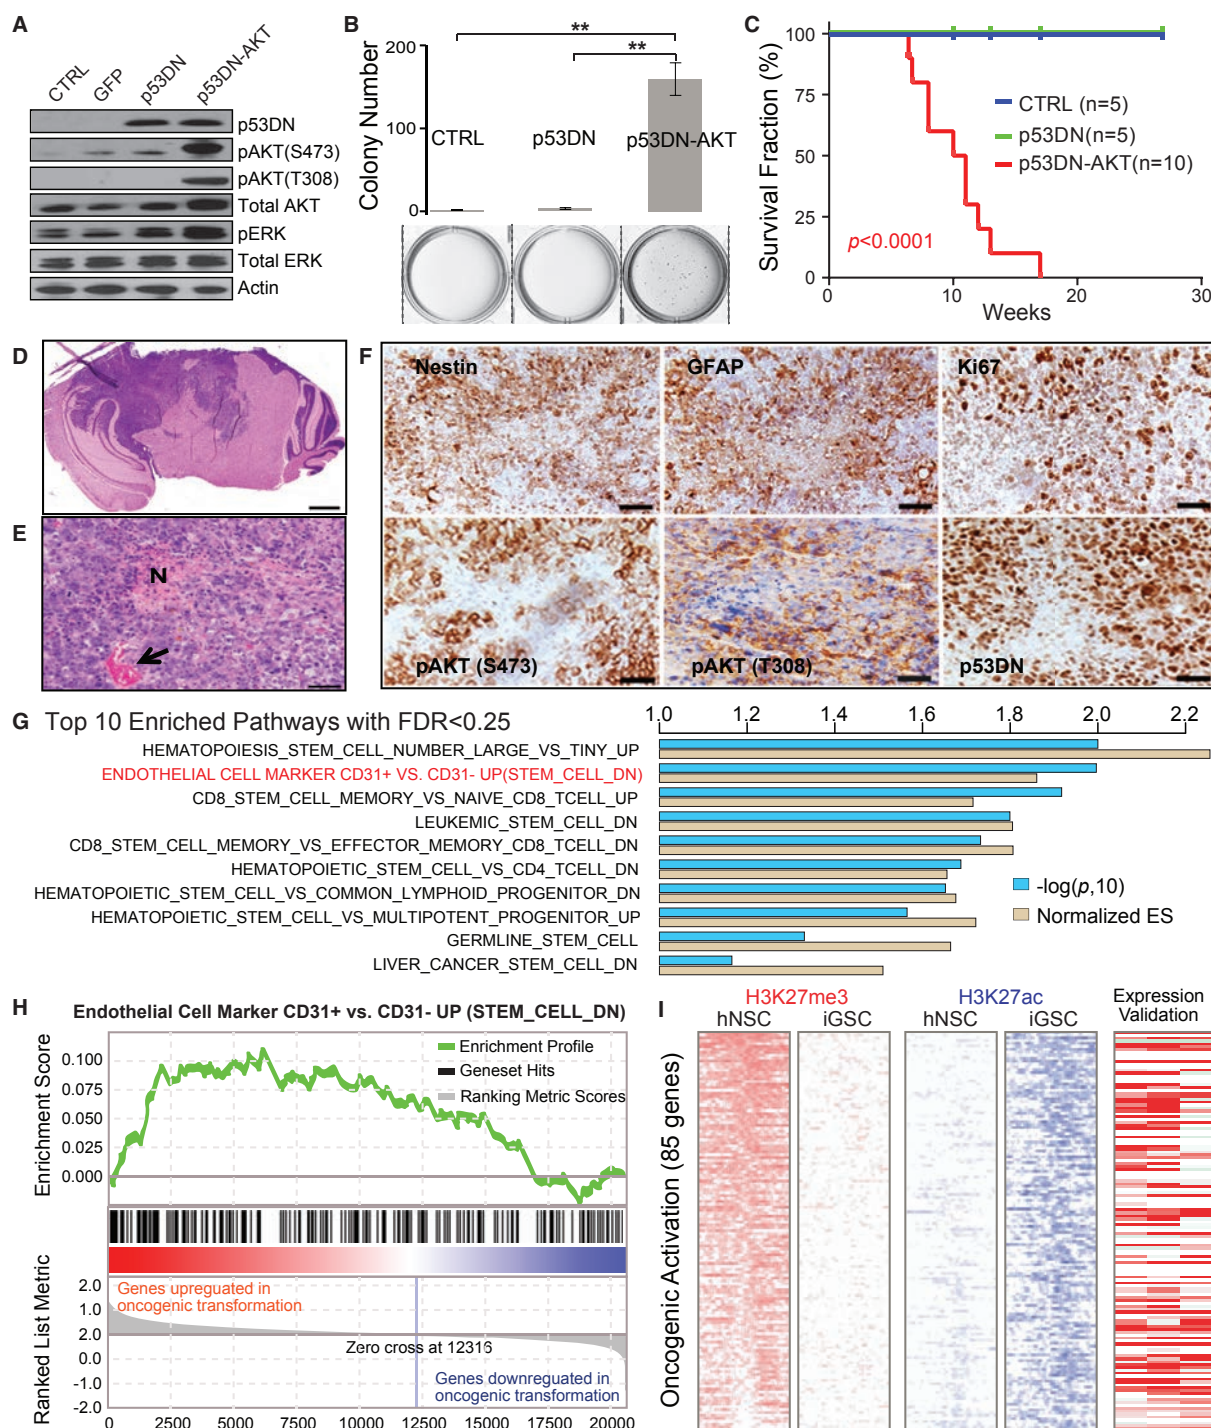 A
CTRL
GFP
p53DN
p53DN-AKT
p53DN
pAKT(S473)
pAKT(T308)
Total AKT
pERK
Total ERK
Actin
B
**
**
Colony Number
200
100
0
CTRL
p53DN
p53DN-AKT
C
Survival Fraction (%)
100
75
50
25
0
CTRL (n=5)
p53DN(n=5)
p53DN-AKT(n=10)
p<0.0001
0
10
20
30
Weeks
D
E
N
F
Nestin
GFAP
Ki67
pAKT (S473)
pAKT (T308)
p53DN
G Top 10 Enriched Pathways with FDR<0.25
1.0 1.2 1.4 1.6 1.8 2.0 2.2
HEMATOPOIESIS_STEM_CELL_NUMBER_LARGE_VS_TINY_UP
ENDOTHELIAL CELL MARKER CD31+ VS. CD31- UP(STEM_CELL_DN)
CD8_STEM_CELL_MEMORY_VS_NAIVE_CD8_TCELL_UP
LEUKEMIC_STEM_CELL_DN
CD8_STEM_CELL_MEMORY_VS_EFFECTOR_MEMORY_CD8_TCELL_DN
HEMATOPOIETIC_STEM_CELL_VS_CD4_TCELL_DN
HEMATOPOIETIC_STEM_CELL_VS_COMMON_LYMPHOID_PROGENITOR_DN
HEMATOPOIETIC_STEM_CELL_VS_MULTIPOTENT_PROGENITOR_UP
GERMLINE_STEM_CELL
LIVER_CANCER_STEM_CELL_DN
-log(p,10)
Normalized ES
H
Endothelial Cell Marker CD31+ vs. CD31- UP (STEM_CELL_DN)
Enrichment Score
0.100
0.075
0.050
0.025
0.000
Enrichment Profile
Geneset Hits
Ranking Metric Scores
Ranked List Metric
2.0
1.0
2.0
0.0
-1.0
-2.0
Genes upreguated in
oncogenic transformation
Zero cross at 12316
Genes downreguated in
oncogenic transformation
0 2500 5000 7500 10000 12500 15000 17500 20000
I
H3K27me3
H3K27ac
Expression
Validation
hNSC
iGSC
hNSC
iGSC
Oncogenic Activation (85 genes)